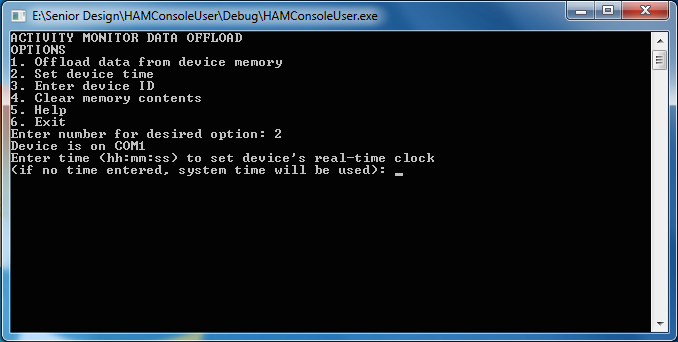 E:\Senior Design\HAMConsoleUser\Debug\HAMConsoleUser.exe
ACTIVITY MONITOR DATA OFFLOAD
OPTIONS
1. Offload data from device memory
2. Set device time
3. Enter device ID
4. Clear memory contents
5. Help
6. Exit
Enter number for desired option: 2
Device is on COM1
Enter time (hh:mm:ss) to set device's real-time clock
(if no time entered, system time will be used): _